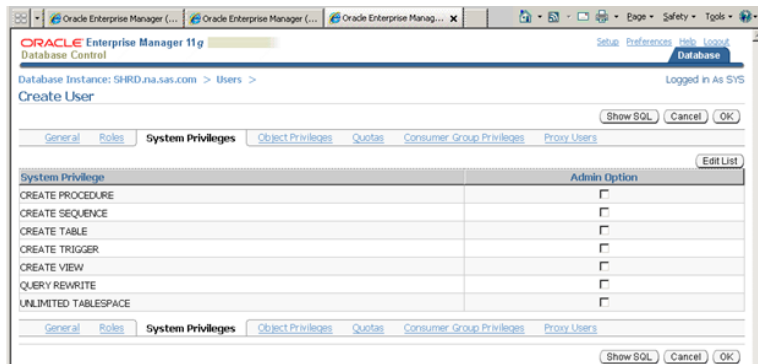 Oracle Enterprise Manager (... Oracle Enterprise Manager (... Oracle Enterprise Manag... x Page Safety Tools
ORACLE Enterprise Manager 11g Setup Preferences Help Logout
Database Control Database
Database Instance: SHRD.na.sas.com > Users > Logged in As SYS
Create User
Show SQL Cancel OK
General Roles System Privileges Object Privileges Quotas Consumer Group Privileges Proxy Users
Edit List
System Privilege Admin Option
CREATE PROCEDURE
CREATE SEQUENCE
CREATE TABLE
CREATE TRIGGER
CREATE VIEW
QUERY REWRITE
UNLIMITED TABLESPACE
General Roles System Privileges Object Privileges Quotas Consumer Group Privileges Proxy Users
Show SQL Cancel OK